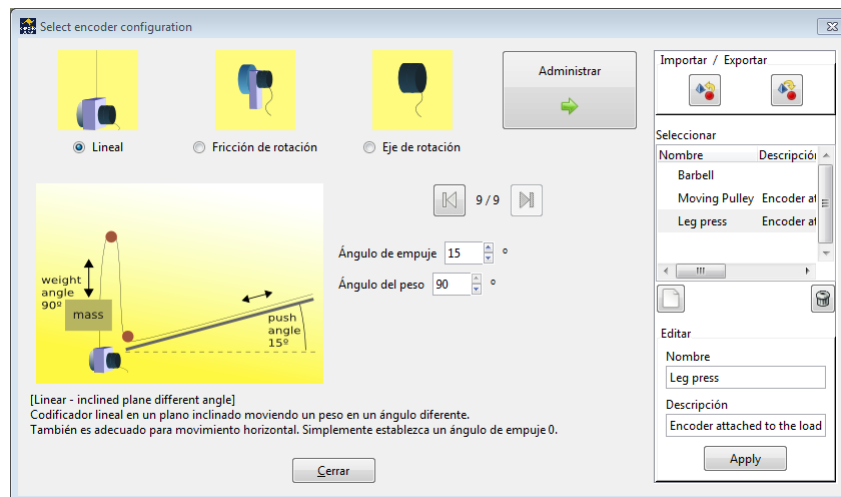 Select encoder configuration
Lineal
Fricción de rotación
Eje de rotación
Administrar
9/9
Ángulo de empuje 15 º
Ángulo del peso 90 º
weight
angle
90º
mass
push
angle
15º
[Linear - inclined plane different angle]
Codificador lineal en un plano inclinado moviendo un peso en un ángulo diferente.
También es adecuado para movimiento horizontal. Simplemente establezca un ángulo de empuje 0.
Cerrar
Importar / Exportar
Seleccionar
Nombre Descripció
Barbell
Moving Pulley Encoder at
Leg press Encoder at
Editar
Nombre
Leg press
Descripción
Encoder attached to the load
Apply